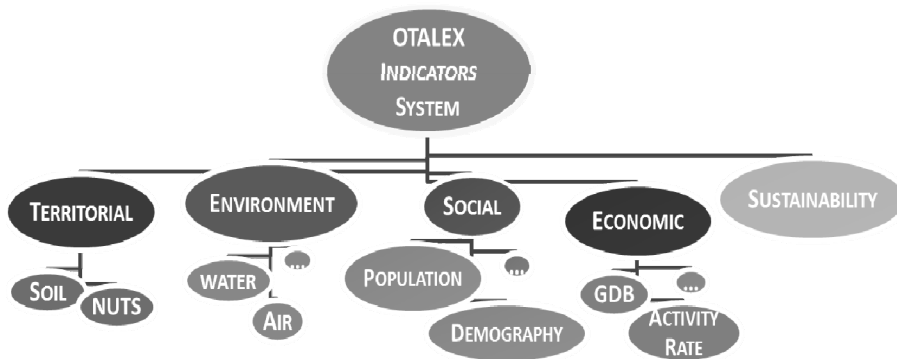 OTALEX
INDICATORS
SYSTEM
TERRITORIAL
ENVIRONMENT
SOCIAL
ECONOMIC
SUSTAINABILITY
SOIL
NUTS
WATER
...
AIR
POPULATION
...
DEMOGRAPHY
GDB
...
ACTIVITY
RATE